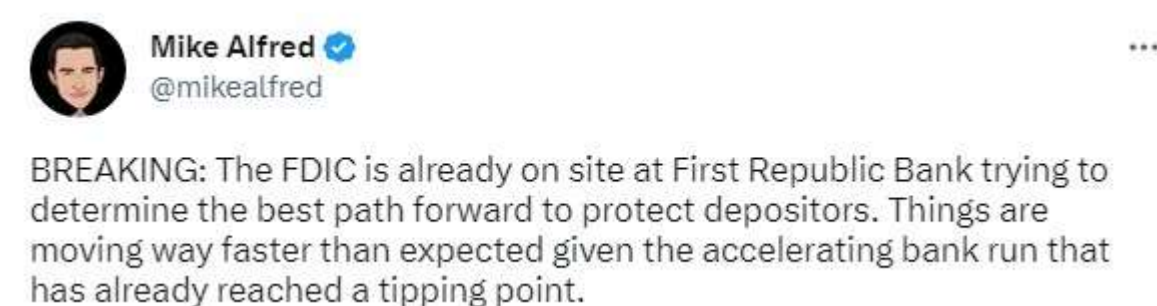 Mike Alfred
@mikealfred
BREAKING: The FDIC is already on site at First Republic Bank trying to
determine the best path forward to protect depositors. Things are
moving way faster than expected given the accelerating bank run that
has already reached a tipping point.